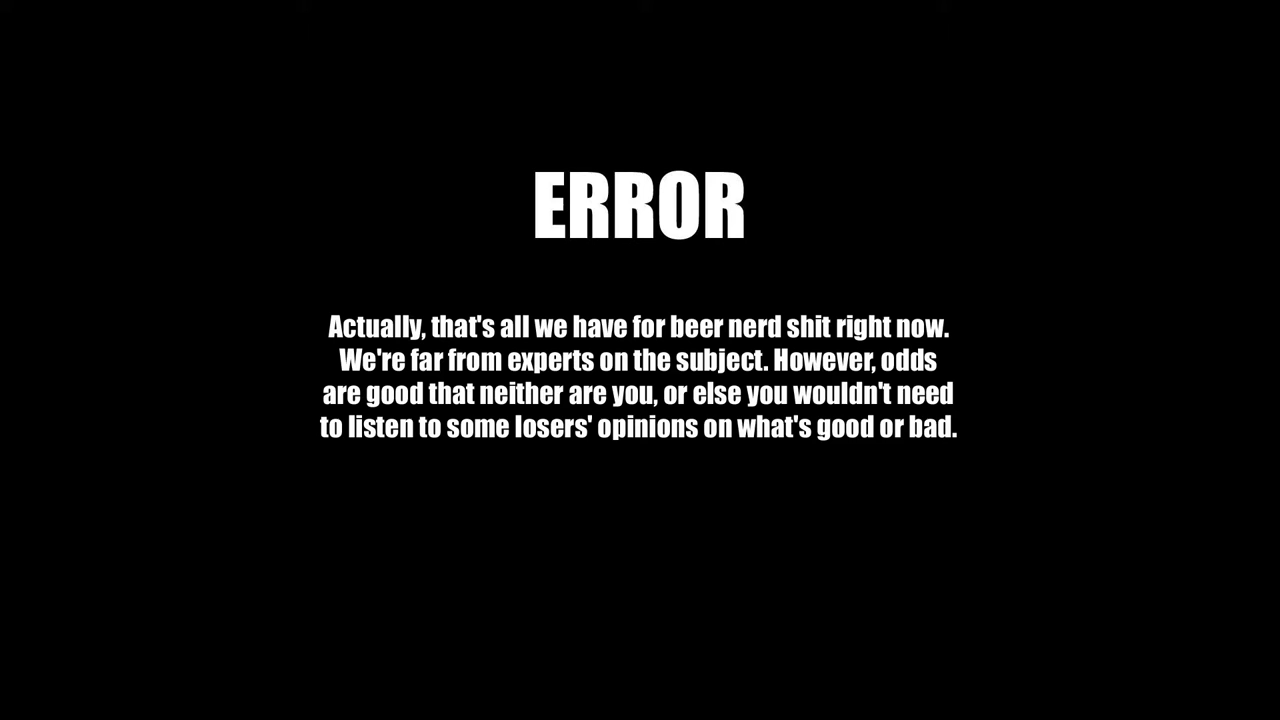 ERROR
Actually, that's all we have for beer nerd shit right now.
We're far from experts on the subject. However, odds
are good that neither are you, or else you wouldn't need
to listen to some losers' opinions on what's good or bad.